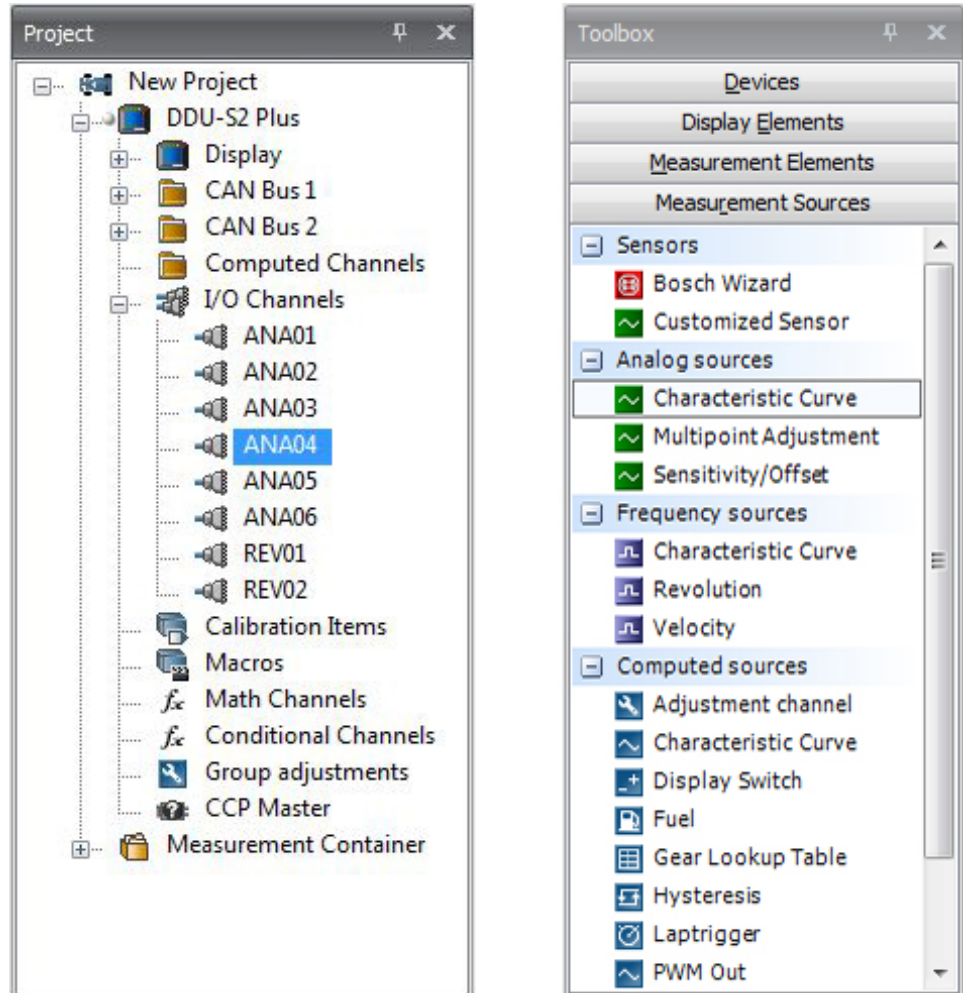 Project
New Project
DDU-S2 Plus
Display
CAN Bus 1
CAN Bus 2
Computed Channels
I/O Channels
ANA01
ANA02
ANA03
ANA04
ANA05
ANA06
REV01
REV02
Calibration Items
Macros
fx Math Channels
fx Conditional Channels
Group adjustments
CCP Master
Measurement Container
Toolbox
Devices
Display Elements
Measurement Elements
Measurement Sources
Sensors
Bosch Wizard
Customized Sensor
Analog sources
Characteristic Curve
Multipoint Adjustment
Sensitivity/Offset
Frequency sources
Characteristic Curve
Revolution
Velocity
Computed sources
Adjustment channel
Characteristic Curve
Display Switch
Fuel
Gear Lookup Table
Hysteresis
Laptrigger
PWM Out